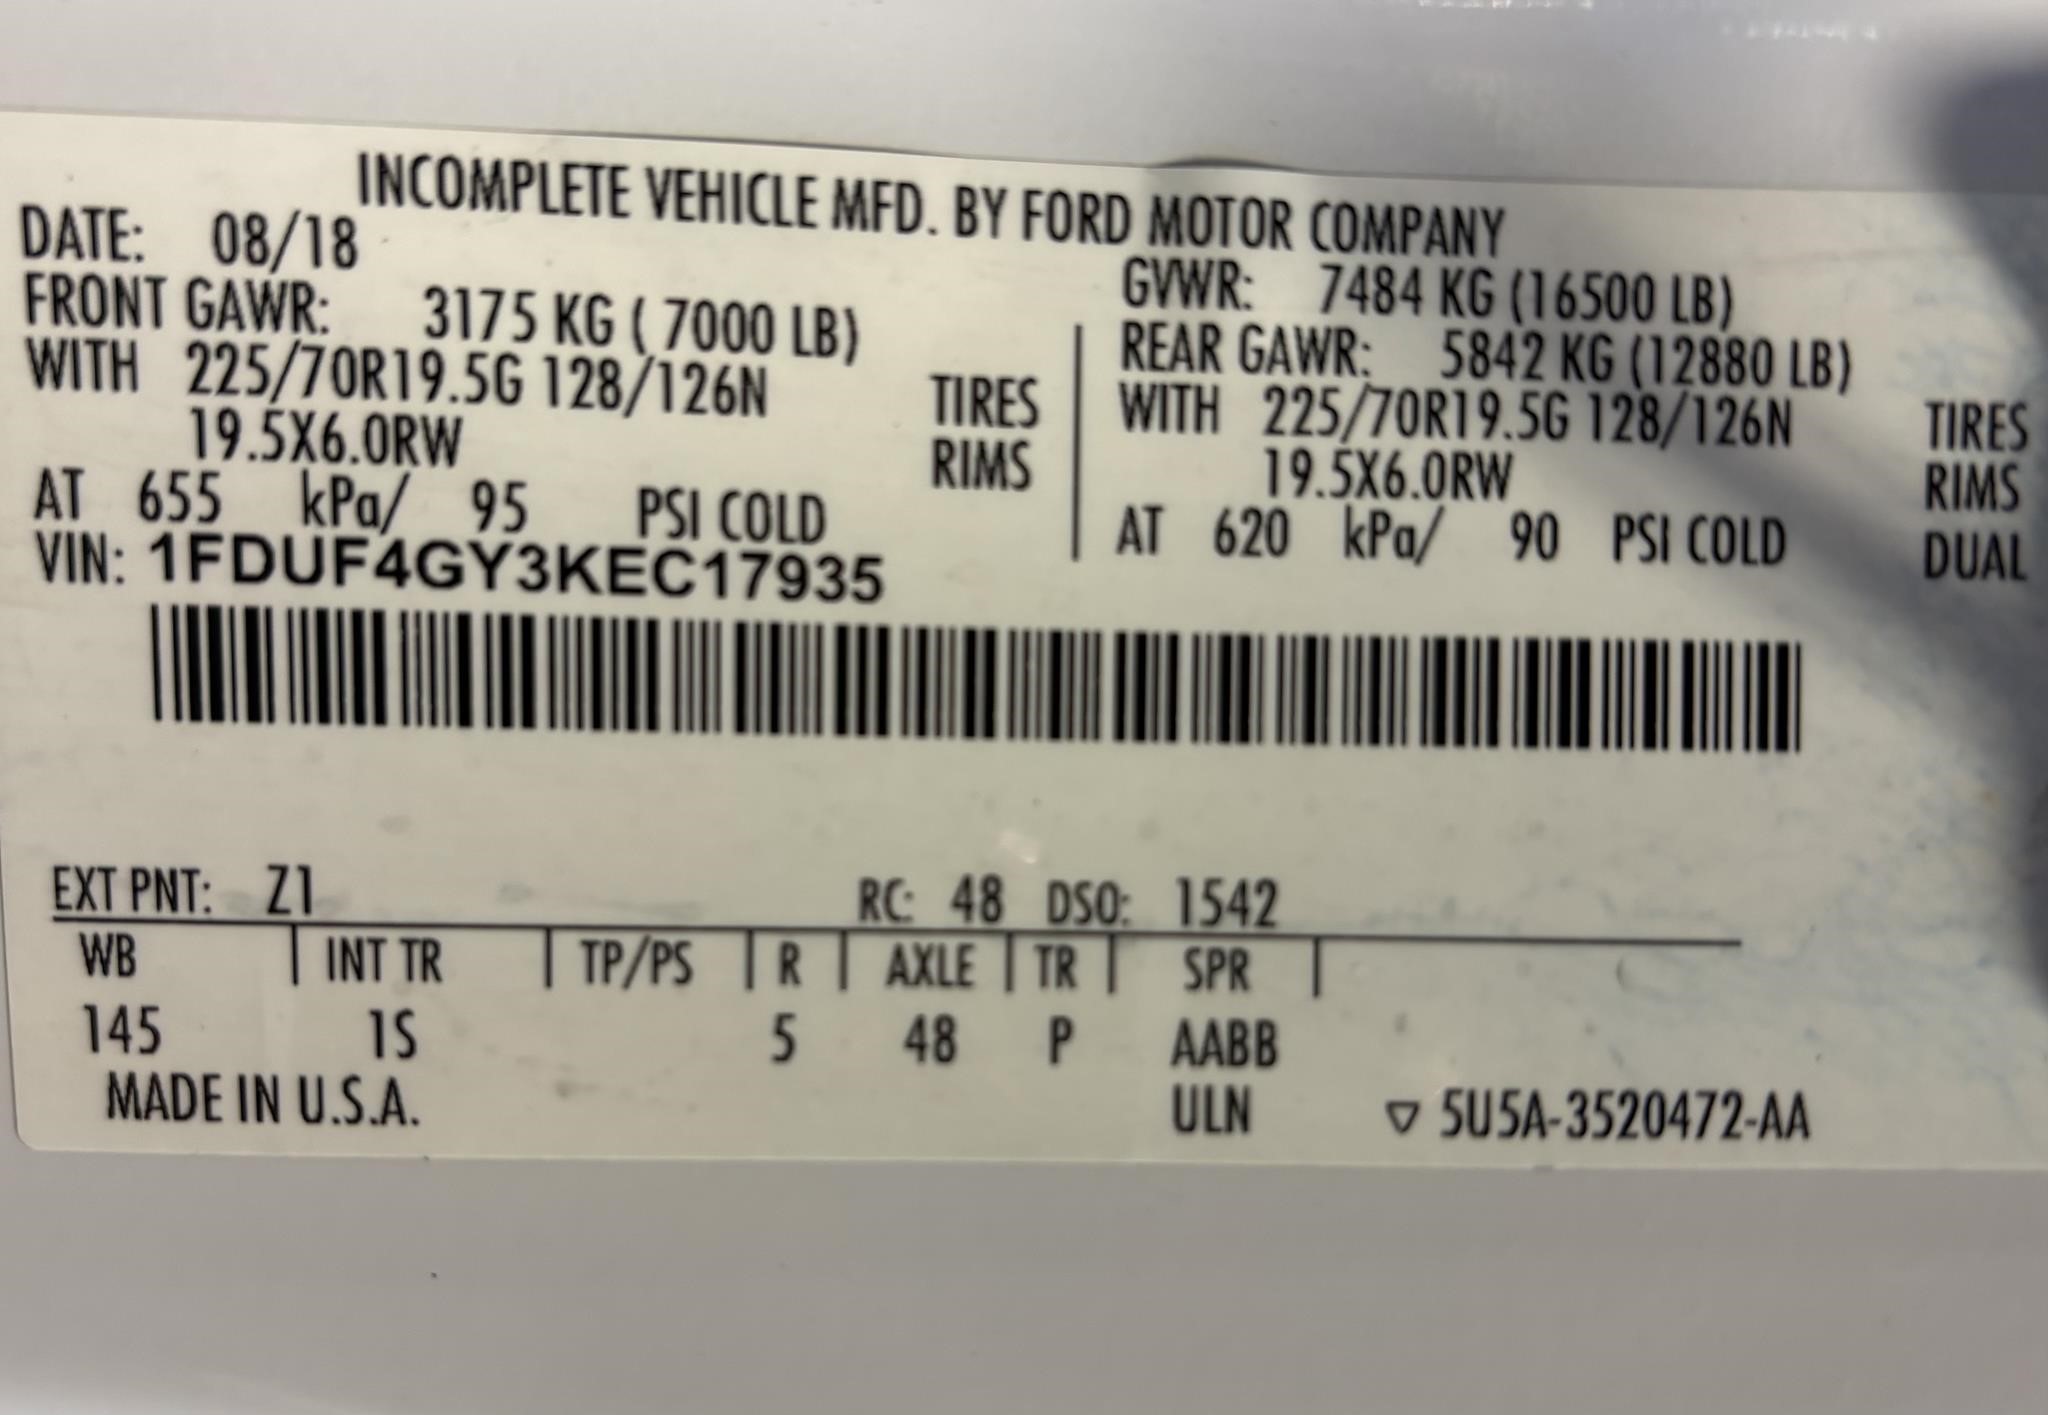 INCOMPLETE VEHICLE MFD. BY FORD MOTOR COMPANY
DATE: 08/18
GVWR: 7484 KG (16500 LB)
FRONT GAWR: 3175 KG ( 7000 LB)
REAR GAWR: 5842 KG (12880 LB)
WITH 225/70R19.5G 128/126N TIRES
WITH 225/70R19.5G 128/126N TIRES
19.5X6.0RW RIMS
19.5X6.0RW RIMS
AT 655 kPa/ 95 PSI COLD
AT 620 kPa/ 90 PSI COLD DUAL
VIN: 1FDUF4GY3KEC17935
EXT PNT: Z1 RC: 48 DSO: 1542
WB | INT TR | TP/PS | R | AXLE | TR | SPR |
145 1S 5 48 P AABB
MADE IN U.S.A. ULN ▽ 5U5A-3520472-AA